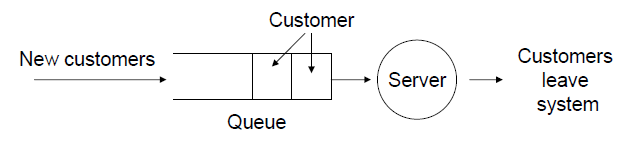 Customer
New customers
Server
Customers
leave
system
Queue